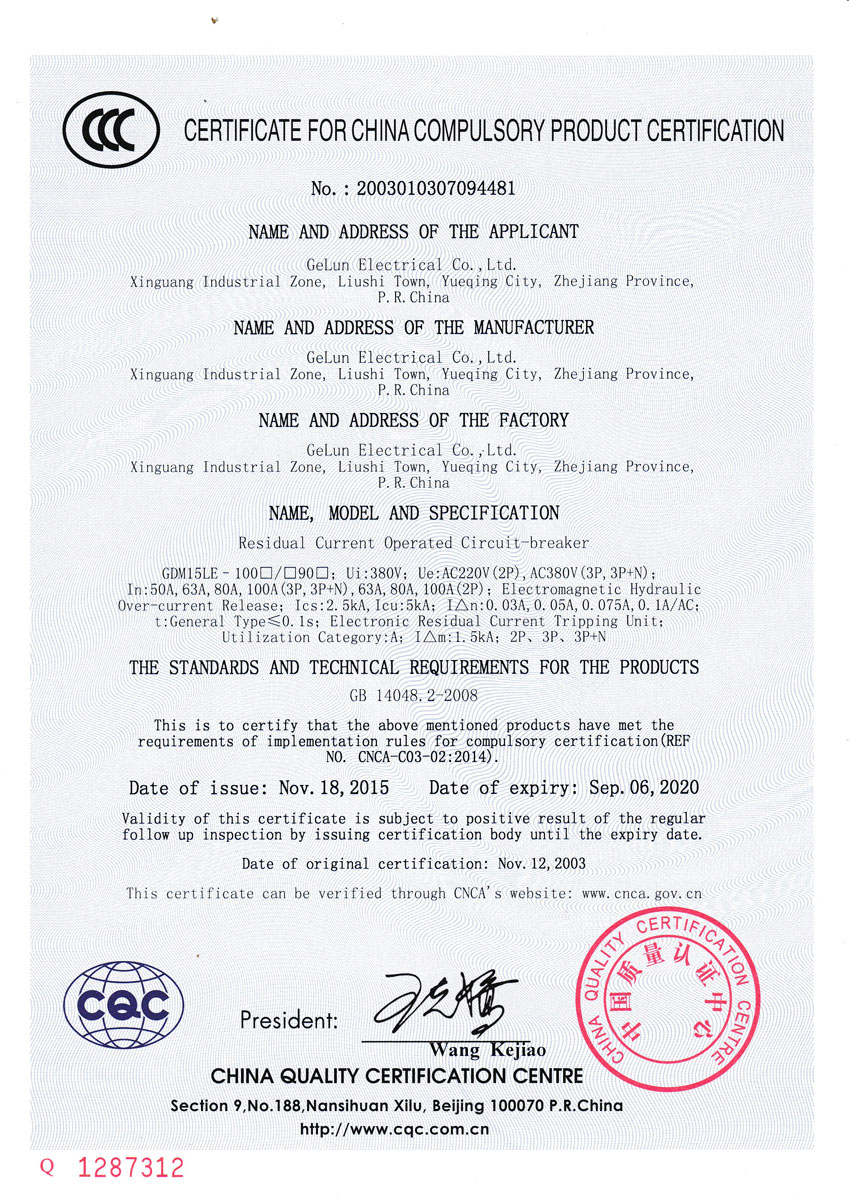 CCC
CERTIFICATE FOR CHINA COMPULSORY PRODUCT CERTIFICATION
No.: 2003010307094481
NAME AND ADDRESS OF THE APPLICANT
GeLun Electrical Co.,Ltd.
Xinguang Industrial Zone, Liushi Town, Yueqing City, Zhejiang Province,
P.R.China
NAME AND ADDRESS OF THE MANUFACTURER
GeLun Electrical Co.,Ltd.
Xinguang Industrial Zone, Liushi Town, Yueqing City, Zhejiang Province,
P.R.China
NAME AND ADDRESS OF THE FACTORY
GeLun Electrical Co.,Ltd.
Xinguang Industrial Zone, Liushi Town, Yueqing City, Zhejiang Province,
P.R.China
NAME, MODEL AND SPECIFICATION
Residual Current Operated Circuit-breaker
GDM15LE-100□/□90□; Ui:380V; Ue:AC220V(2P),AC380V(3P,3P+N);
In:50A,63A,80A,100A(3P,3P+N),63A,80A,100A(2P); Electromagnetic Hydraulic
Over-current Release; Ics:2.5kA,Icu:5kA; I△n:0.03A,0.05A,0.075A,0.1A/AC;
t:General Type≤0.1s; Electronic Residual Current Tripping Unit;
Utilization Category:A; I△m:1.5kA; 2P、3P、3P+N
THE STANDARDS AND TECHNICAL REQUIREMENTS FOR THE PRODUCTS
GB 14048.2-2008
This is to certify that the above mentioned products have met the
requirements of implementation rules for compulsory certification(REF
NO. CNCA-C03-02:2014).
Date of issue: Nov.18,2015 Date of expiry: Sep.06,2020
Validity of this certificate is subject to positive result of the regular
follow up inspection by issuing certification body until the expiry date.
Date of original certification: Nov.12,2003
This certificate can be verified through CNCA's website: www.cnca.gov.cn
CHINA QUALITY CERTIFICATION CENTRE
中国质量认证中心
CQC
President: 王克娇
Wang Kejiao
CHINA QUALITY CERTIFICATION CENTRE
Section 9,No.188,Nansihuan Xilu, Beijing 100070 P.R.China
http://www.cqc.com.cn
Q 1287312